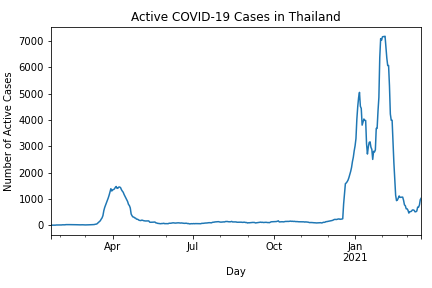 Active COVID-19 Cases in Thailand
Number of Active Cases
7000
6000
5000
4000
3000
2000
1000
0
Apr
Jul
Oct
Jan
2021
Day